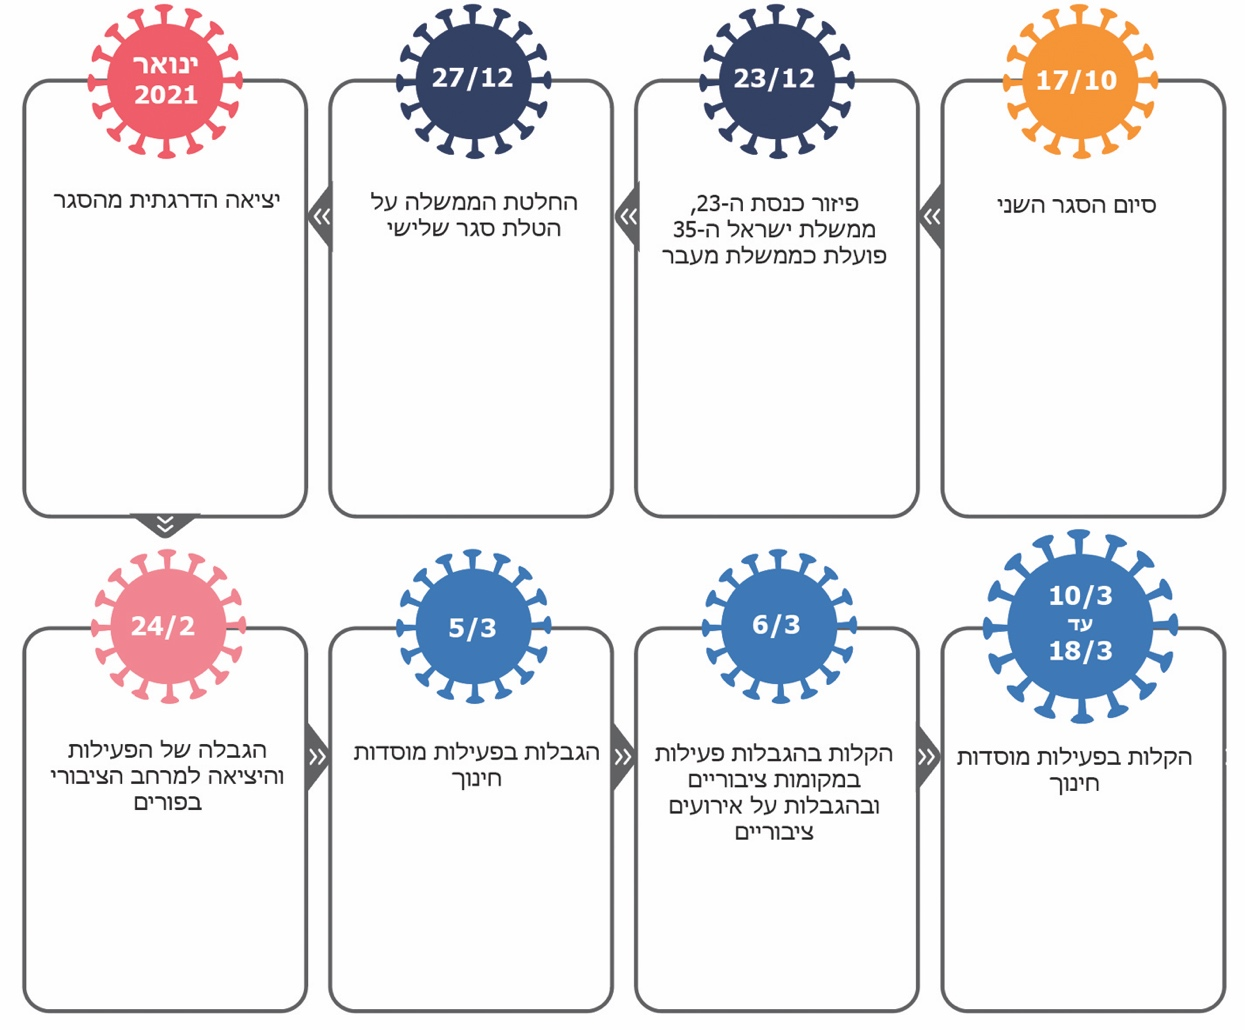 17/10
סיום הסגר השני
23/12
פיזור כנסת ה-23,
ממשלת ישראל ה-35
פועלת כממשלת מעבר
27/12
החלטת הממשלה על
הטלת סגר שלישי
ינואר
2021
יציאה הדרגתית מהסגר
24/2
הגבלה של הפעילות
והיציאה למרחב הציבורי
בפורים
5/3
הגבלות בפעילות מוסדות
חינוך
6/3
הקלות בהגבלות פעילות
במקומות ציבוריים
ובהגבלות על אירועים
ציבוריים
10/3
עד
18/3
הקלות בפעילות מוסדות
חינוך